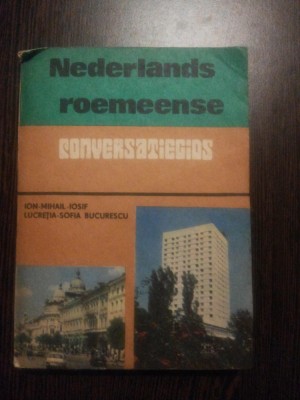 Nederlands
roemeense
CONVERSATIEGIDS
ION-MIHAIL-IOSIF
LUCREȚIA-SOFIA BUCURESCU